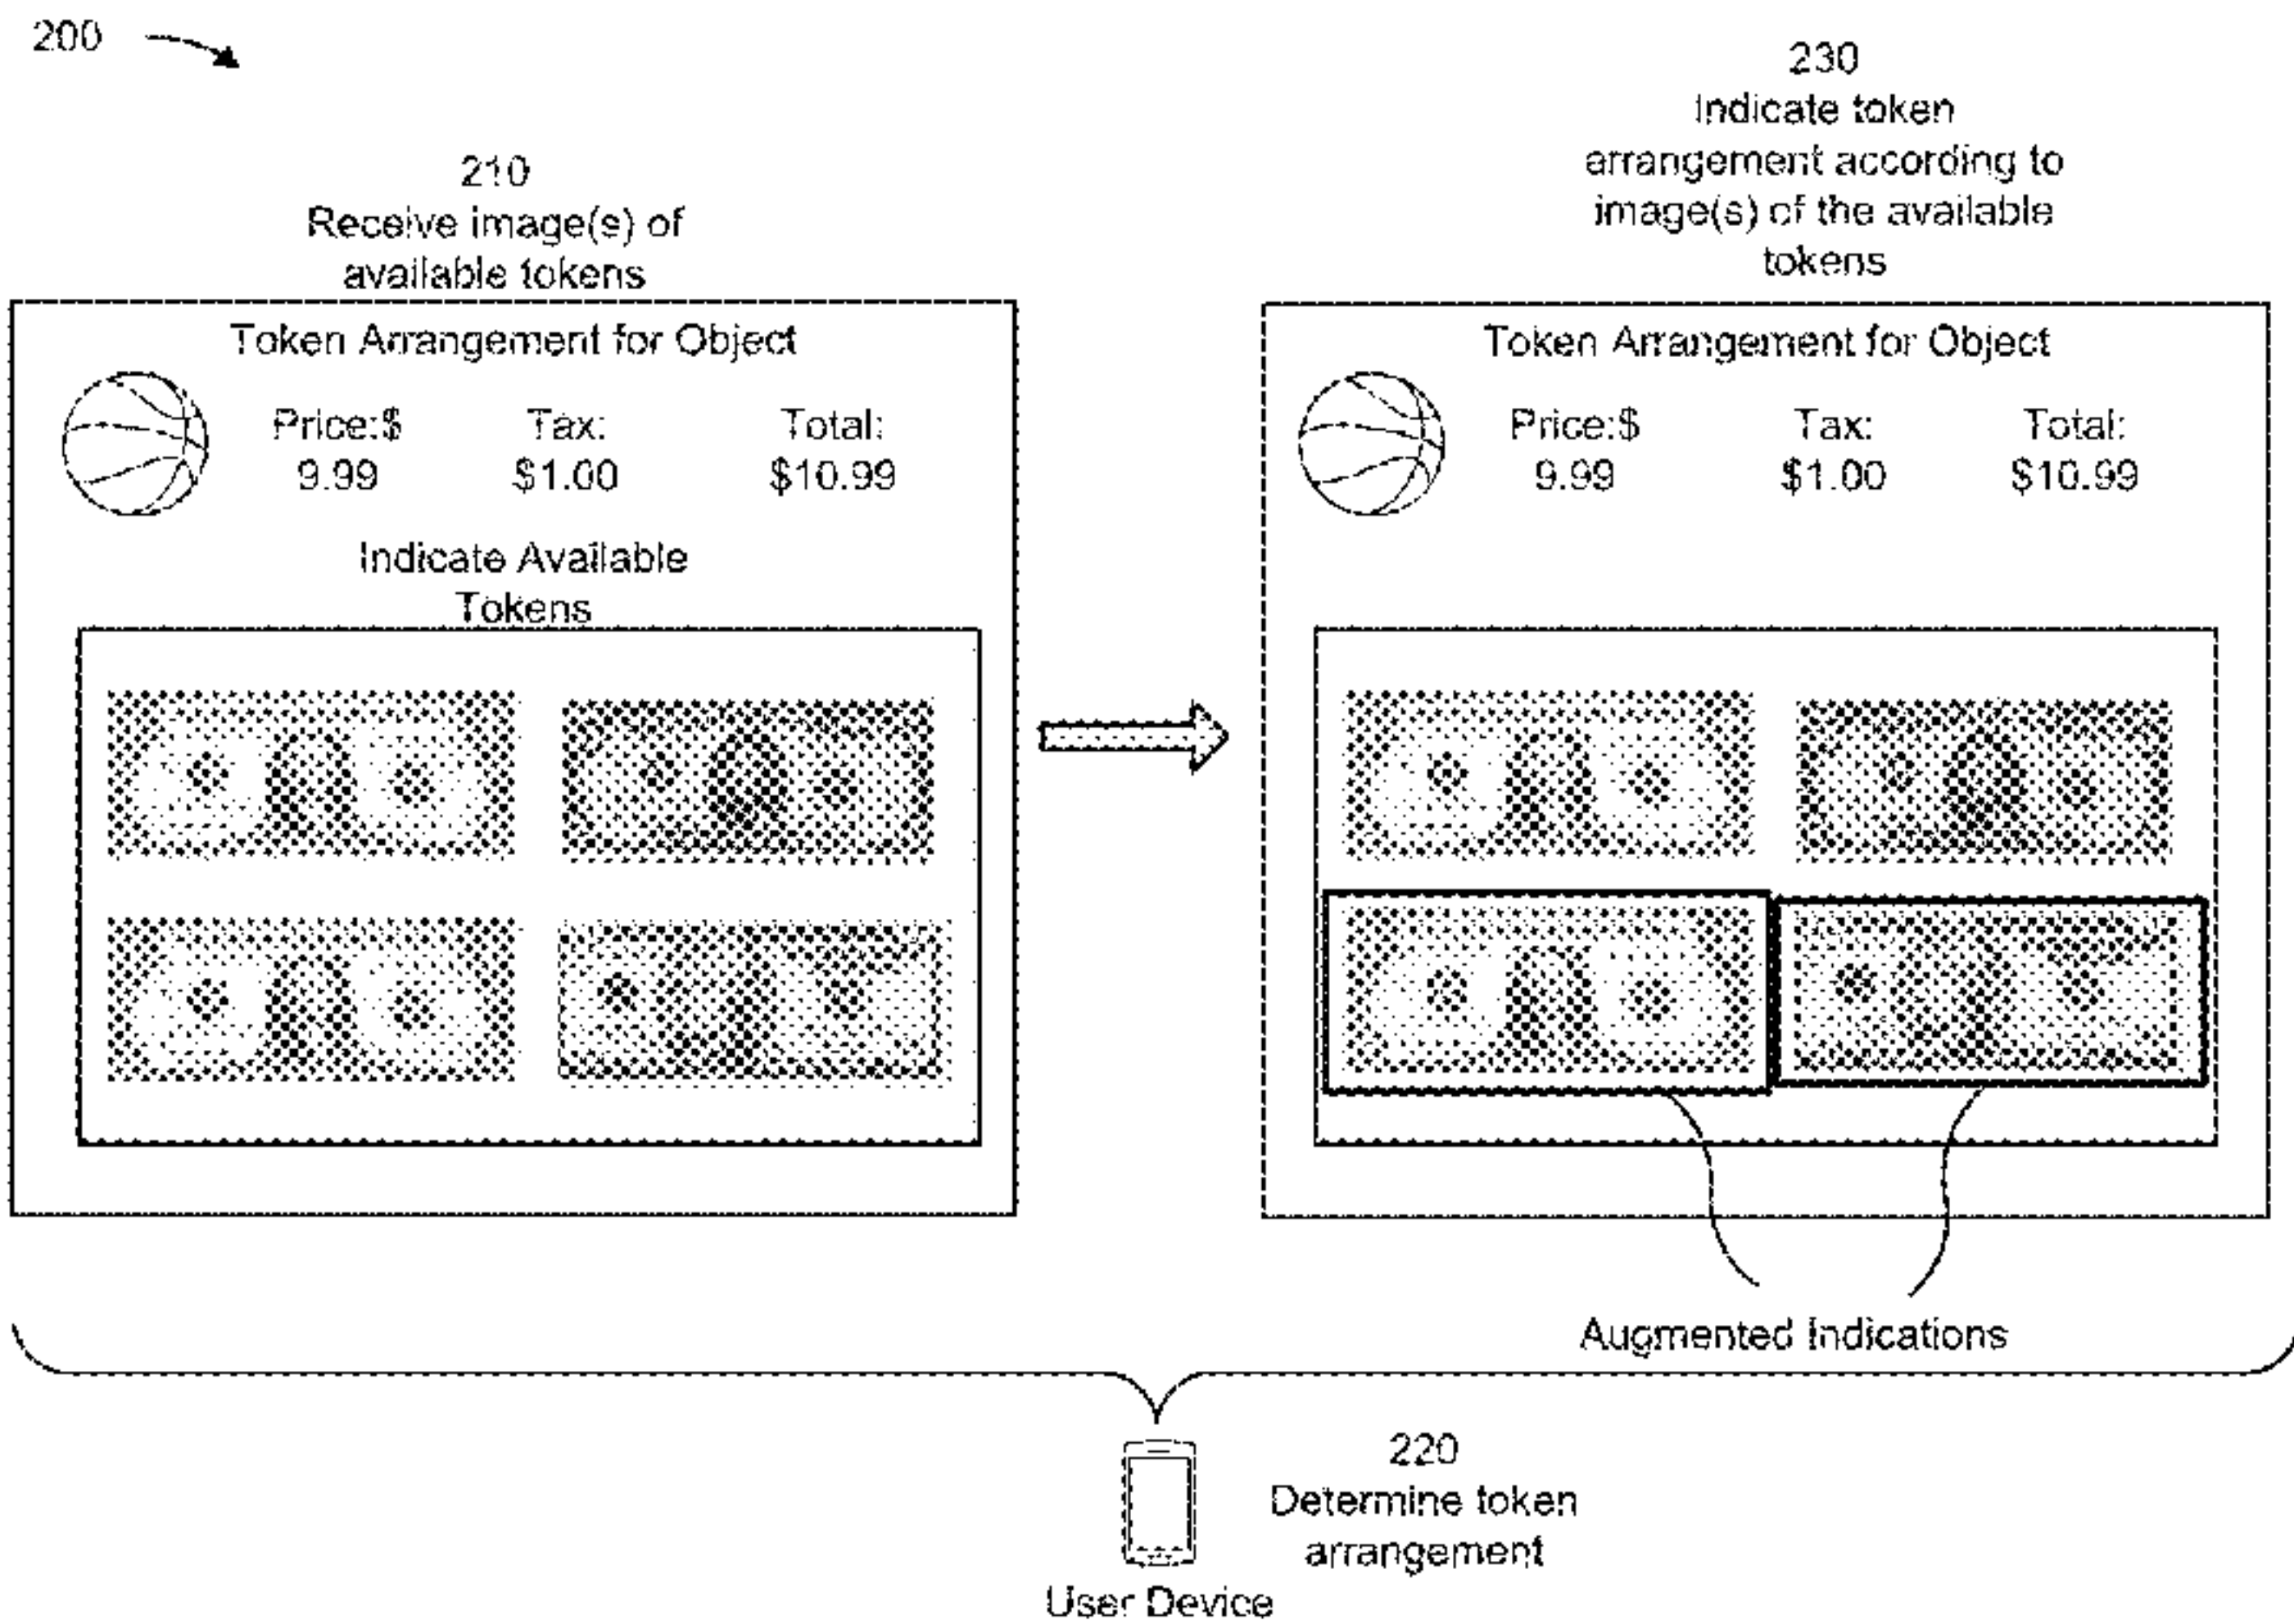 200
210
Receive image(s) of
available tokens
Token Arrangement for Object
Price:$ Tax: Total:
9.99 $1.00 $10.99
Indicate Available
Tokens
230
Indicate token
arrangement according to
image(s) of the available
tokens
Token Arrangement for Object
Price:$ Tax: Total:
9.99 $1.00 $10.99
Augmented Indications
220
Determine token
arrangement
User Device